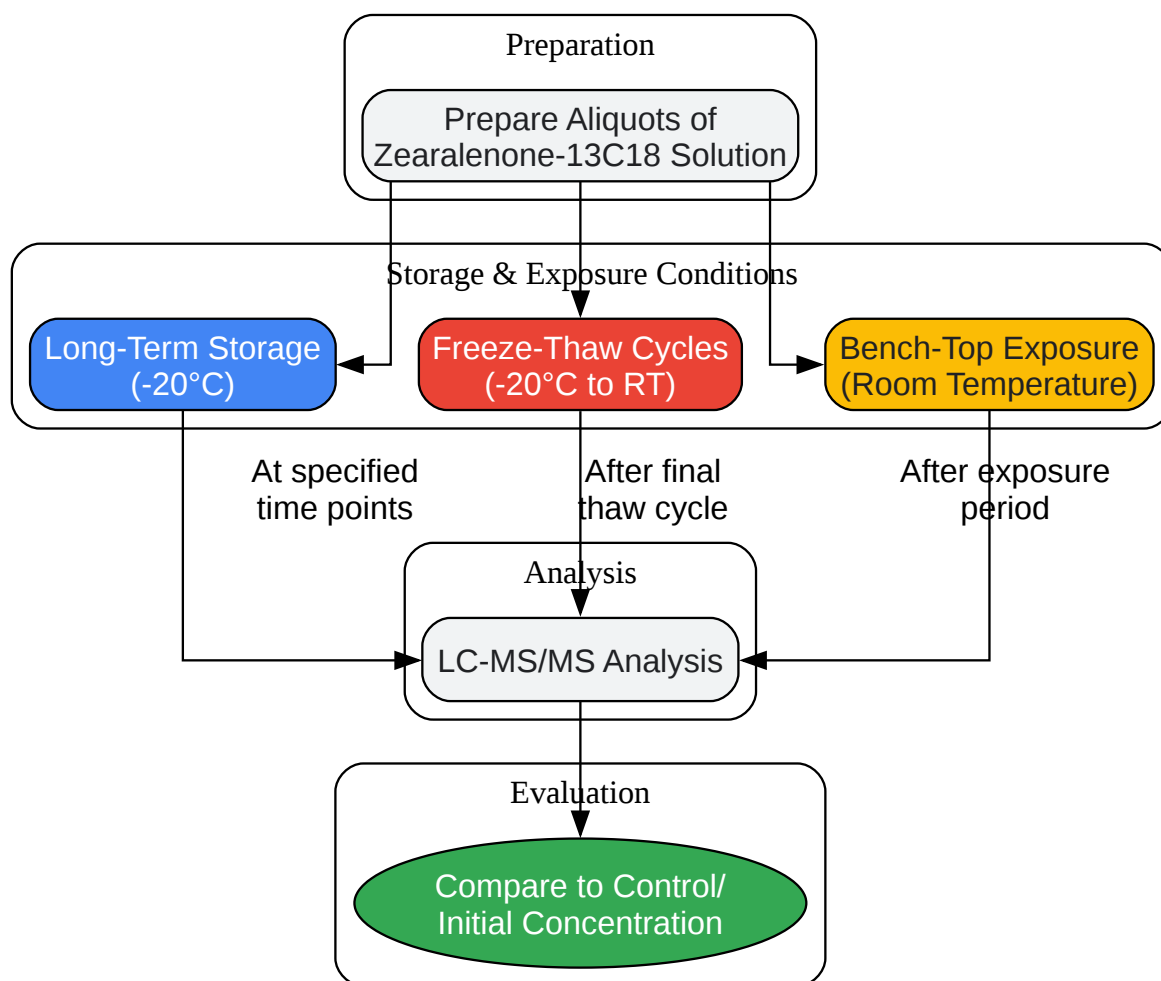 Preparation
Prepare Aliquots of
Zearalenone-13C18 Solution
Storage & Exposure Conditions
Long-Term Storage
(-20°C)
Freeze-Thaw Cycles
(-20°C to RT)
Bench-Top Exposure
(Room Temperature)
At specified
time points
After final
thaw cycle
After exposure
period
Analysis
LC-MS/MS Analysis
Evaluation
Compare to Control/
Initial Concentration